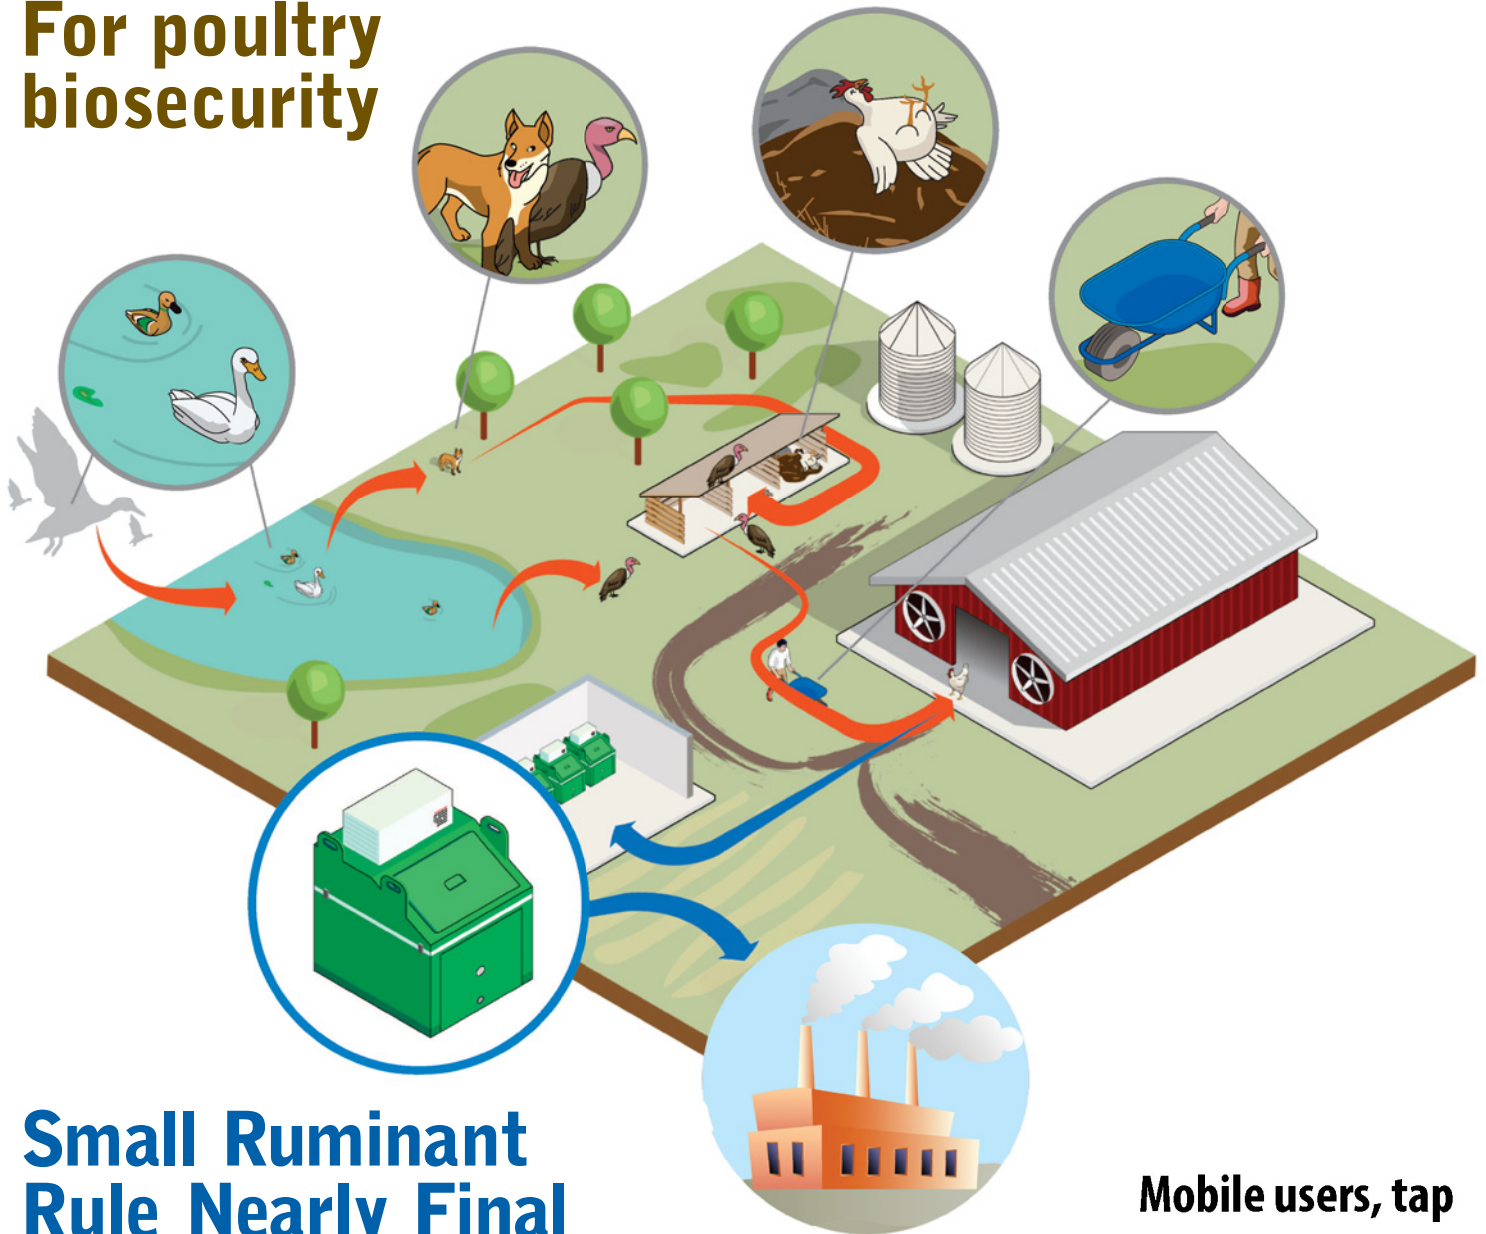 For poultry
biosecurity
Small Ruminant
Rule Nearly Final
Mobile users, tap